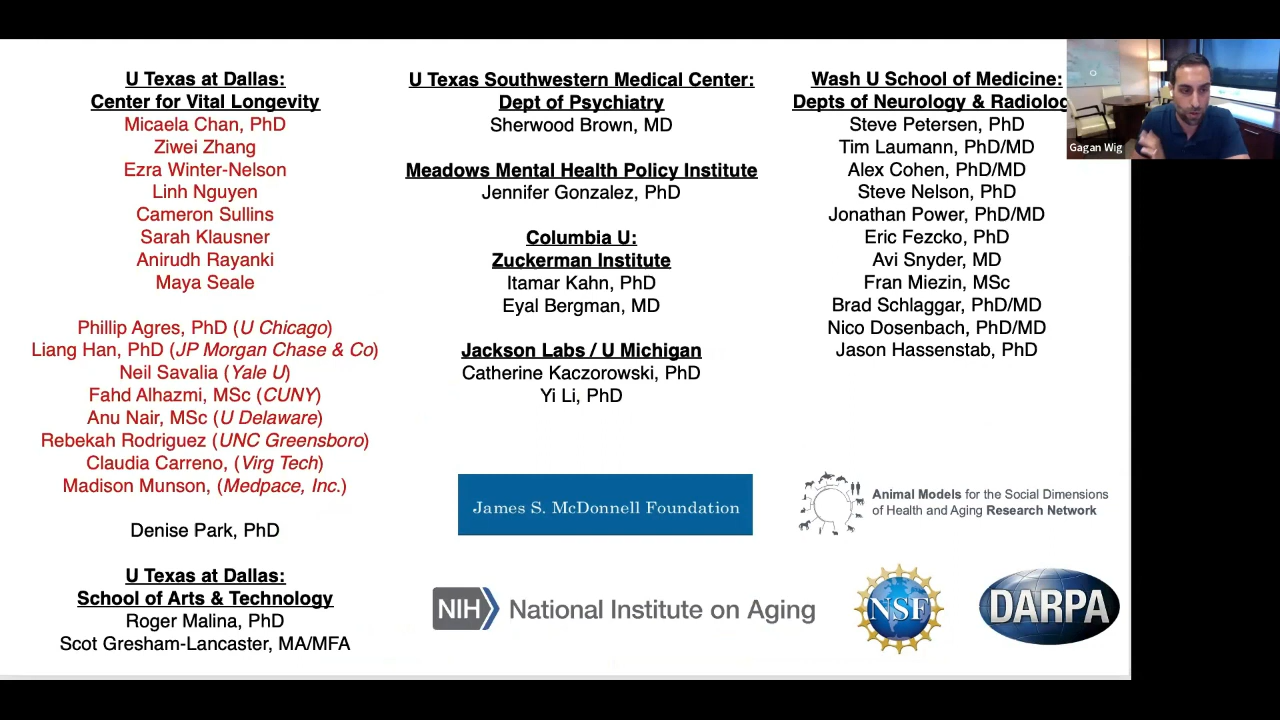 U Texas at Dallas:
Center for Vital Longevity
Micaela Chan, PhD
Ziwei Zhang
Ezra Winter-Nelson
Linh Nguyen
Cameron Sullins
Sarah Klausner
Anirudh Rayanki
Maya Seale
Phillip Agres, PhD (U Chicago)
Liang Han, PhD (JP Morgan Chase & Co)
Neil Savalia (Yale U)
Fahd Alhazmi, MSc (CUNY)
Anu Nair, MSc (U Delaware)
Rebekah Rodriguez (UNC Greensboro)
Claudia Carreno, (Virg Tech)
Madison Munson, (Medpace, Inc.)
Denise Park, PhD
U Texas at Dallas:
School of Arts & Technology
Roger Malina, PhD
Scot Gresham-Lancaster, MA/MFA
U Texas Southwestern Medical Center:
Dept of Psychiatry
Sherwood Brown, MD
Meadows Mental Health Policy Institute
Jennifer Gonzalez, PhD
Columbia U:
Zuckerman Institute
Itamar Kahn, PhD
Eyal Bergman, MD
Jackson Labs / U Michigan
Catherine Kaczorowski, PhD
Yi Li, PhD
Wash U School of Medicine:
Depts of Neurology & Radiolog
Steve Petersen, PhD
Tim Laumann, PhD/MD
Alex Cohen, PhD/MD
Steve Nelson, PhD
Jonathan Power, PhD/MD
Eric Fezcko, PhD
Avi Snyder, MD
Fran Miezin, MSc
Brad Schlaggar, PhD/MD
Nico Dosenbach, PhD/MD
Jason Hassenstab, PhD
Gagan Wig
James S. McDonnell Foundation
Animal Models for the Social Dimensions
of Health and Aging Research Network
NIH National Institute on Aging
NSF
DARPA